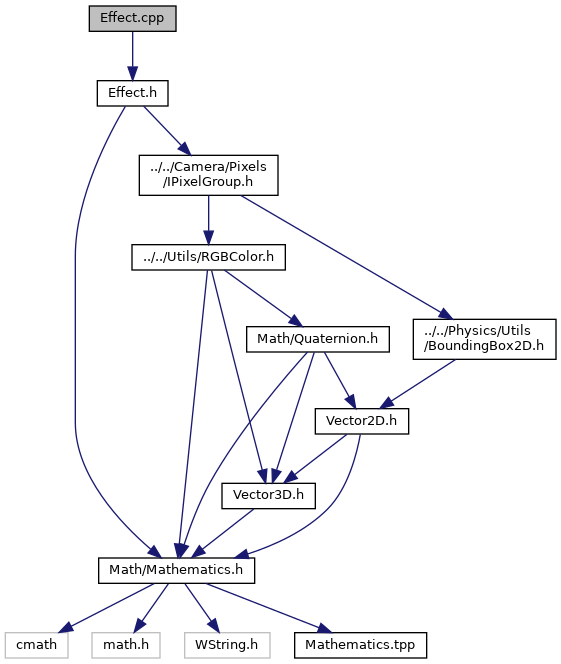 Effect.cpp
Effect.h
../../Camera/Pixels
/IPixelGroup.h
../../Utils/RGBColor.h
Math/Quaternion.h
../../Physics/Utils
/BoundingBox2D.h
Vector2D.h
Vector3D.h
Math/Mathematics.h
cmath
math.h
WString.h
Mathematics.tpp